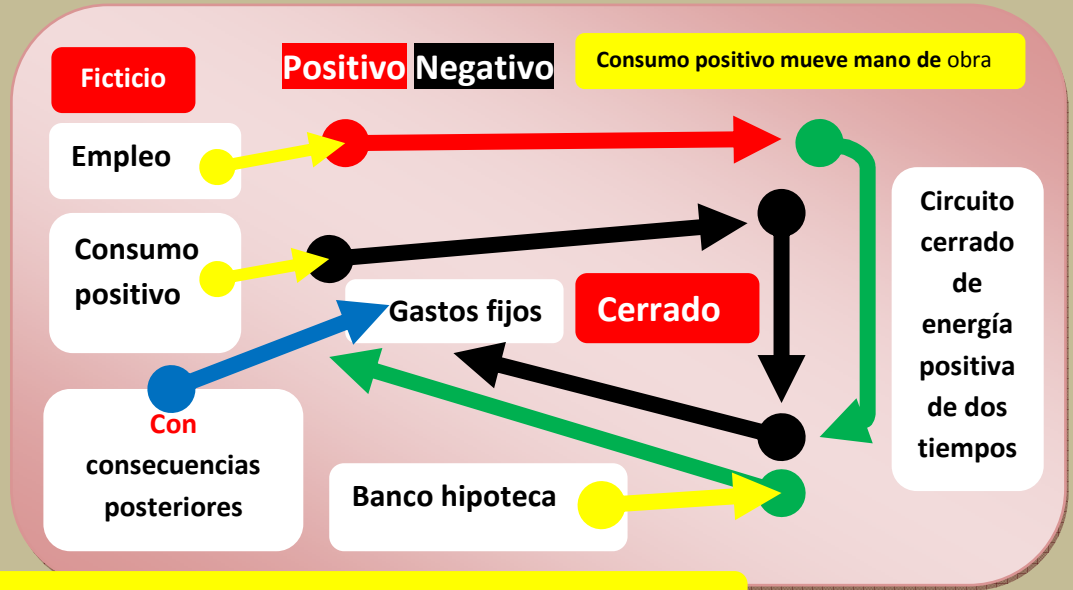 Ficticio
Positivo Negativo
Consumo positivo mueve mano de obra
Empleo
Consumo
positivo
Gastos fijos
Cerrado
Circuito
cerrado
de
energía
positiva
de dos
tiempos
Con
consecuencias
posteriores
Banco hipoteca